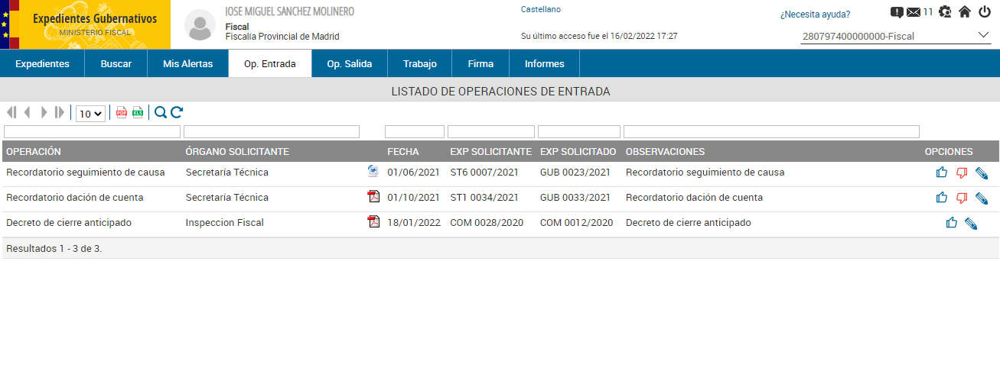 Expedientes Gubernativos
MINISTERIO FISCAL
JOSÉ MIGUEL SÁNCHEZ MOLINERO
Fiscal
Fiscalía Provincial de Madrid
Castellano
Su último acceso fue el 16/02/2022 17:27
¿Necesita ayuda?
11
280797400000000-Fiscal
Expedientes Buscar Mis Alertas Op. Entrada Op. Salida Trabajo Firma Informes
LISTADO DE OPERACIONES DE ENTRADA
10 PDF XLS
OPERACIÓN ÓRGANO SOLICITANTE FECHA EXP SOLICITANTE EXP SOLICITADO OBSERVACIONES OPCIONES
Recordatorio seguimiento de causa Secretaría Técnica 01/06/2021 ST6 0007/2021 GUB 0023/2021 Recordatorio seguimiento de causa
Recordatorio dación de cuenta Secretaría Técnica 01/10/2021 ST1 0034/2021 GUB 0033/2021 Recordatorio dación de cuenta
Decreto de cierre anticipado Inspeccion Fiscal 18/01/2022 COM 0028/2020 COM 0012/2020 Decreto de cierre anticipado
Resultados 1 - 3 de 3.